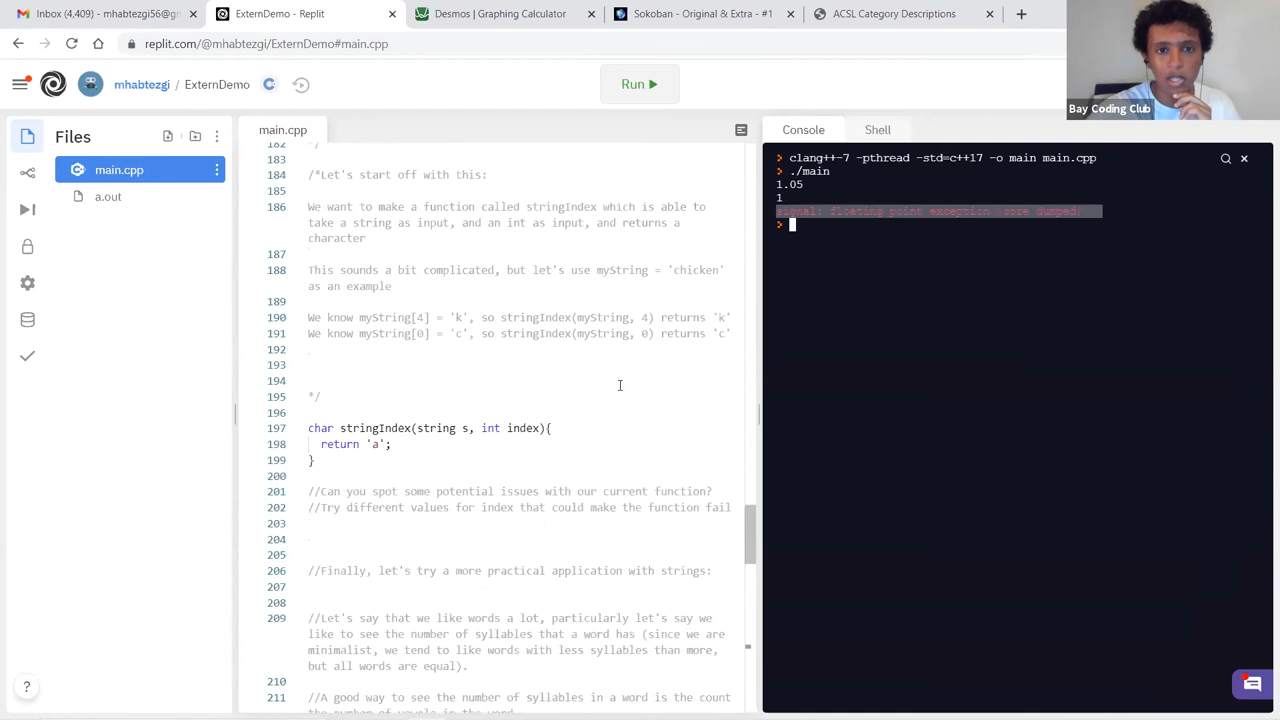 Inbox (3,409) - mhabtezgi56@g
ExternDemo - Replit
Desmos | Graphing Calculator
Sokoban - Original & Extra - #1
ACSL Category Descriptions
replit.com/@mhabtezgi/ExternDemo#main.cpp
mhabtezgi / ExternDemo
Run
Bay Coding Club
Files
main.cpp
a.out
main.cpp
182 */
183
184 /*Let's start off with this:
185
186 We want to make a function called stringIndex which is able to
take a string as input, and an int as input, and returns a
character
187
188 This sounds a bit complicated, but let's use myString = 'chicken'
as an example
189
190 We know myString[4] = 'k', so stringIndex(myString, 4) returns 'k'
191 We know myString[0] = 'c', so stringIndex(myString, 0) returns 'c'
192
193
194
195 */
196
197 char stringIndex(string s, int index){
198 return 'a';
199 }
200
201 //Can you spot some potential issues with our current function?
202 //Try different values for index that could make the function fail
203
204
205
206 //Finally, let's try a more practical application with strings:
207
208
209 //Let's say that we like words a lot, particularly let's say we
like to see the number of syllables that a word has (since we are
minimalist, we tend to like words with less syllables than more,
but all words are equal).
210
211 //A good way to see the number of syllables in a word is the count
the number of vowels in the word
Console
Shell
clang++-7 -pthread -std=c++17 -o main main.cpp
./main
1.05
1
signal: floating point exception (core dumped)
?